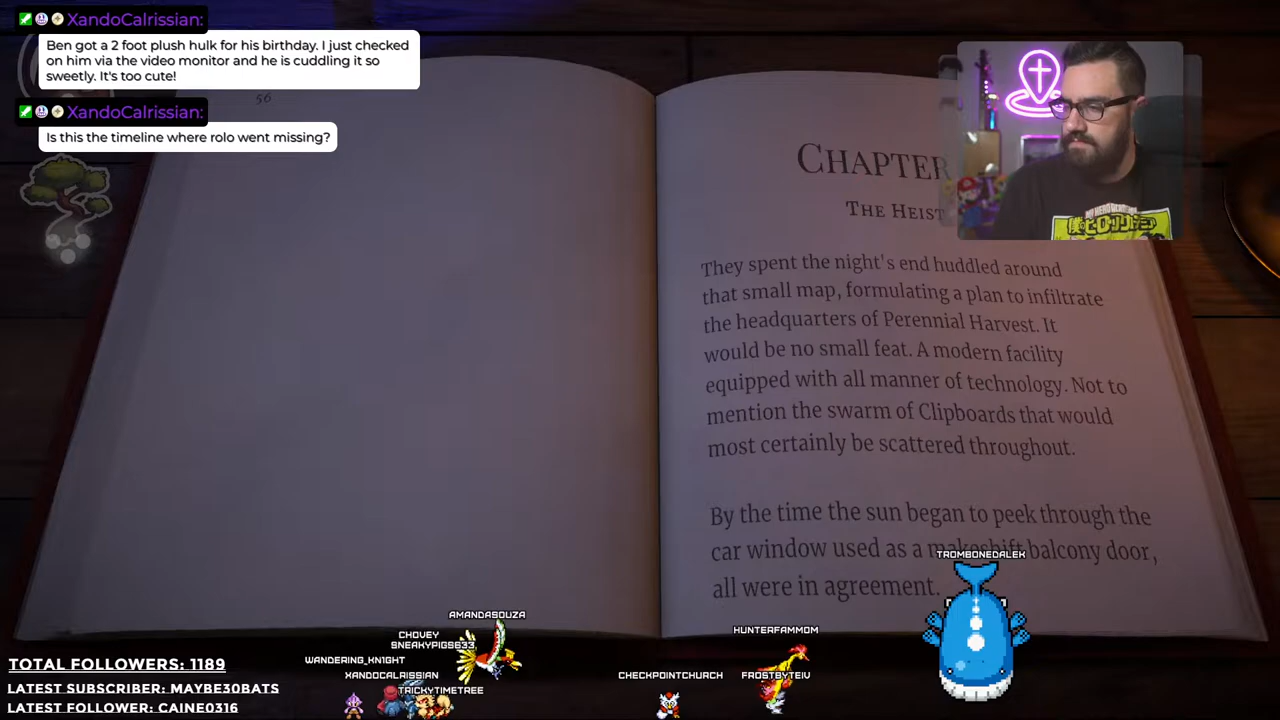 XandoCalrissian:
Ben got a 2 foot plush hulk for his birthday. I just checked
on him via the video monitor and he is cuddling it so
sweetly. It's too cute!
XandoCalrissian:
Is this the timeline where rolo went missing?
56
CHAPTER
THE HEIST
They spent the night's end huddled around
that small map, formulating a plan to infiltrate
the headquarters of Perennial Harvest. It
would be no small feat. A modern facility
equipped with all manner of technology. Not to
mention the swarm of Clipboards that would
most certainly be scattered throughout.
By the time the sun began to peek through the
car window used as a makeshift balcony door,
all were in agreement.
TROMBONEDALEK
AMANDASOUZA
CHOVEY
SNEAKYPIGS633
WANDERING_KNIGHT
XANDOCALRISSIAN
TRICKYTIMETREE
HUNTERFAMMOM
CHECKPOINTCHURCH
FROSTBYTEIV
TOTAL FOLLOWERS: 1189
LATEST SUBSCRIBER: MAYBE30BATS
LATEST FOLLOWER: CAINE0316